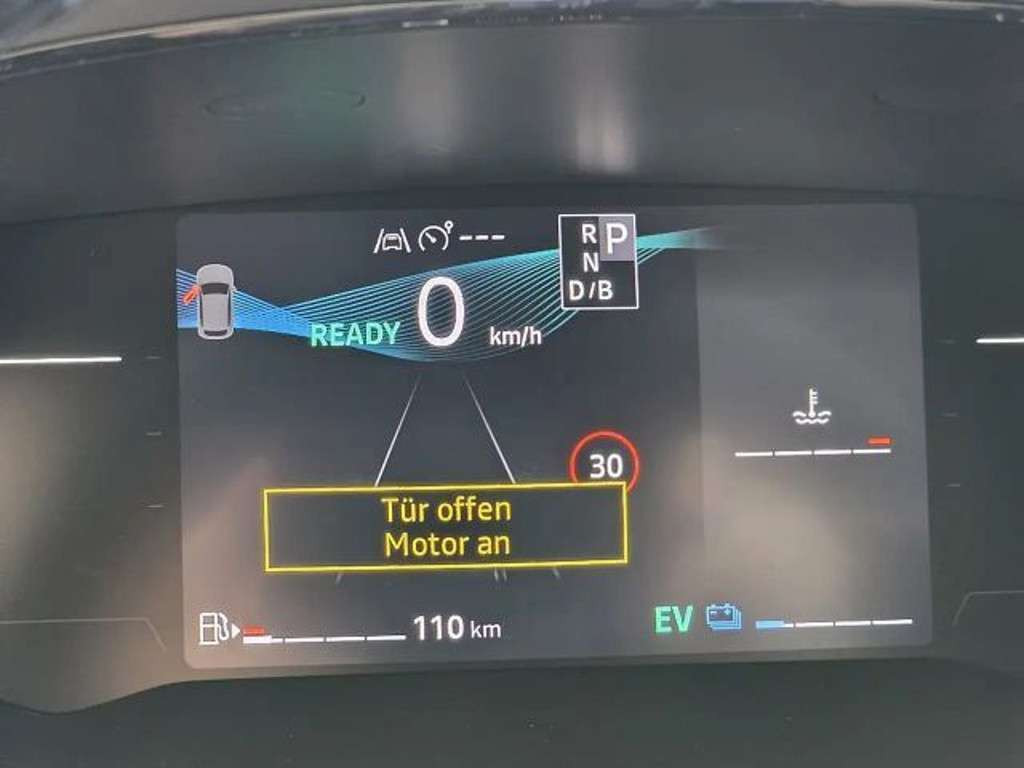 ---
R P
N
D/B
READY 0 km/h
30
Tür offen
Motor an
110 km
EV